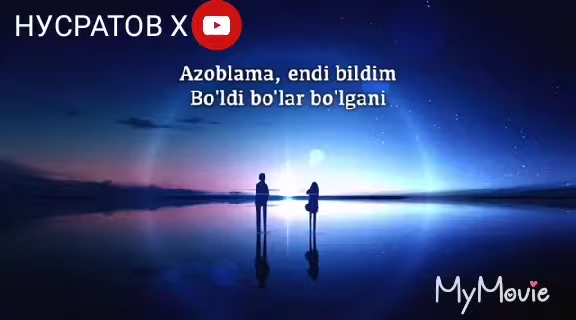 НУСРАТОВ Х
Azoblama, endi bildim
Bo'ldi bo'lar bo'lgani
MyMovie